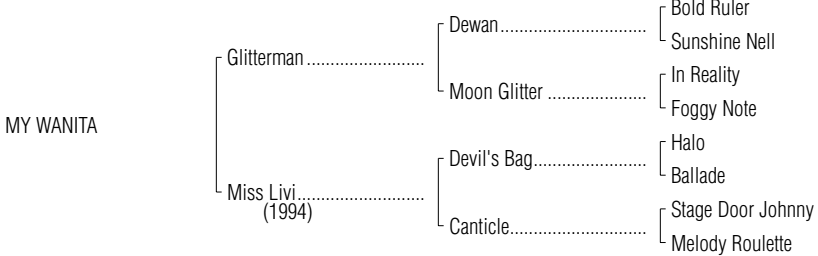 Bold Ruler
Dewan..............................
Sunshine Nell
Glitterman.........................
In Reality
Moon Glitter .....................
Foggy Note
MY WANITA
Halo
Devil's Bag........................
Ballade
Miss Livi...........................
(1994)
Stage Door Johnny
Canticle.............................
Melody Roulette